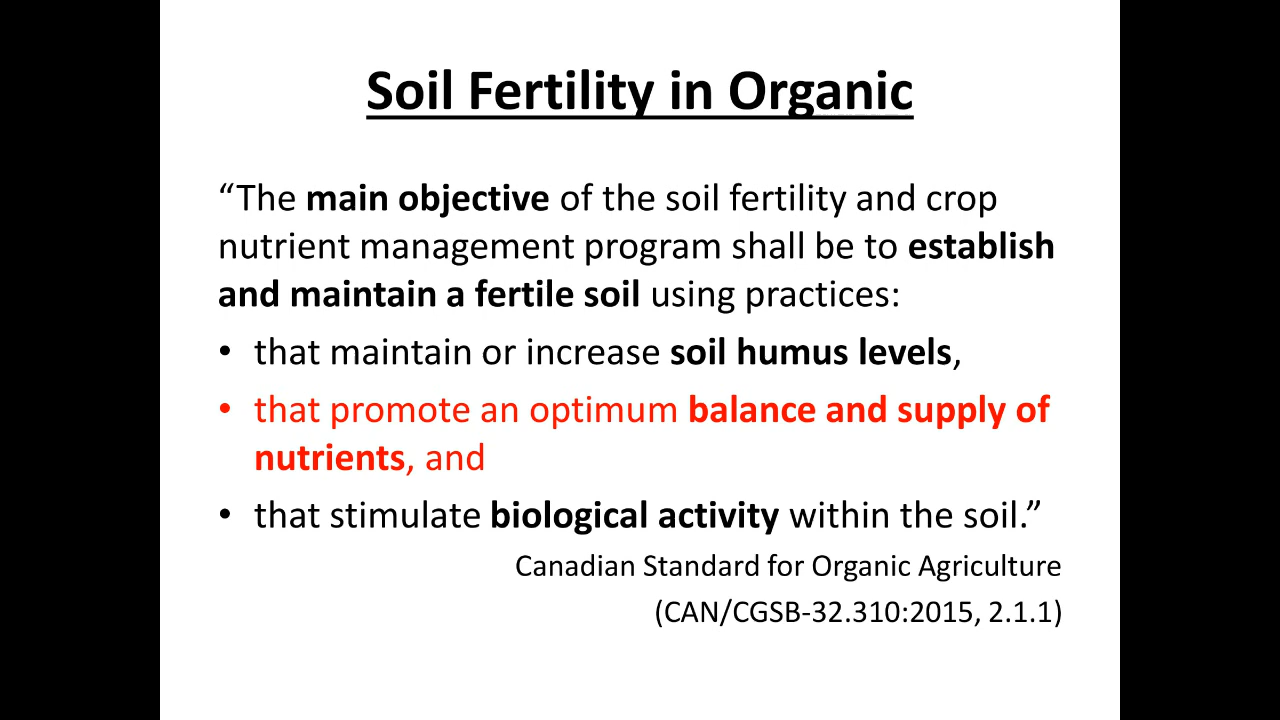 Soil Fertility in Organic
“The main objective of the soil fertility and crop
nutrient management program shall be to establish
and maintain a fertile soil using practices:
• that maintain or increase soil humus levels,
• that promote an optimum balance and supply of
nutrients, and
• that stimulate biological activity within the soil.”
Canadian Standard for Organic Agriculture
(CAN/CGSB-32.310:2015, 2.1.1)